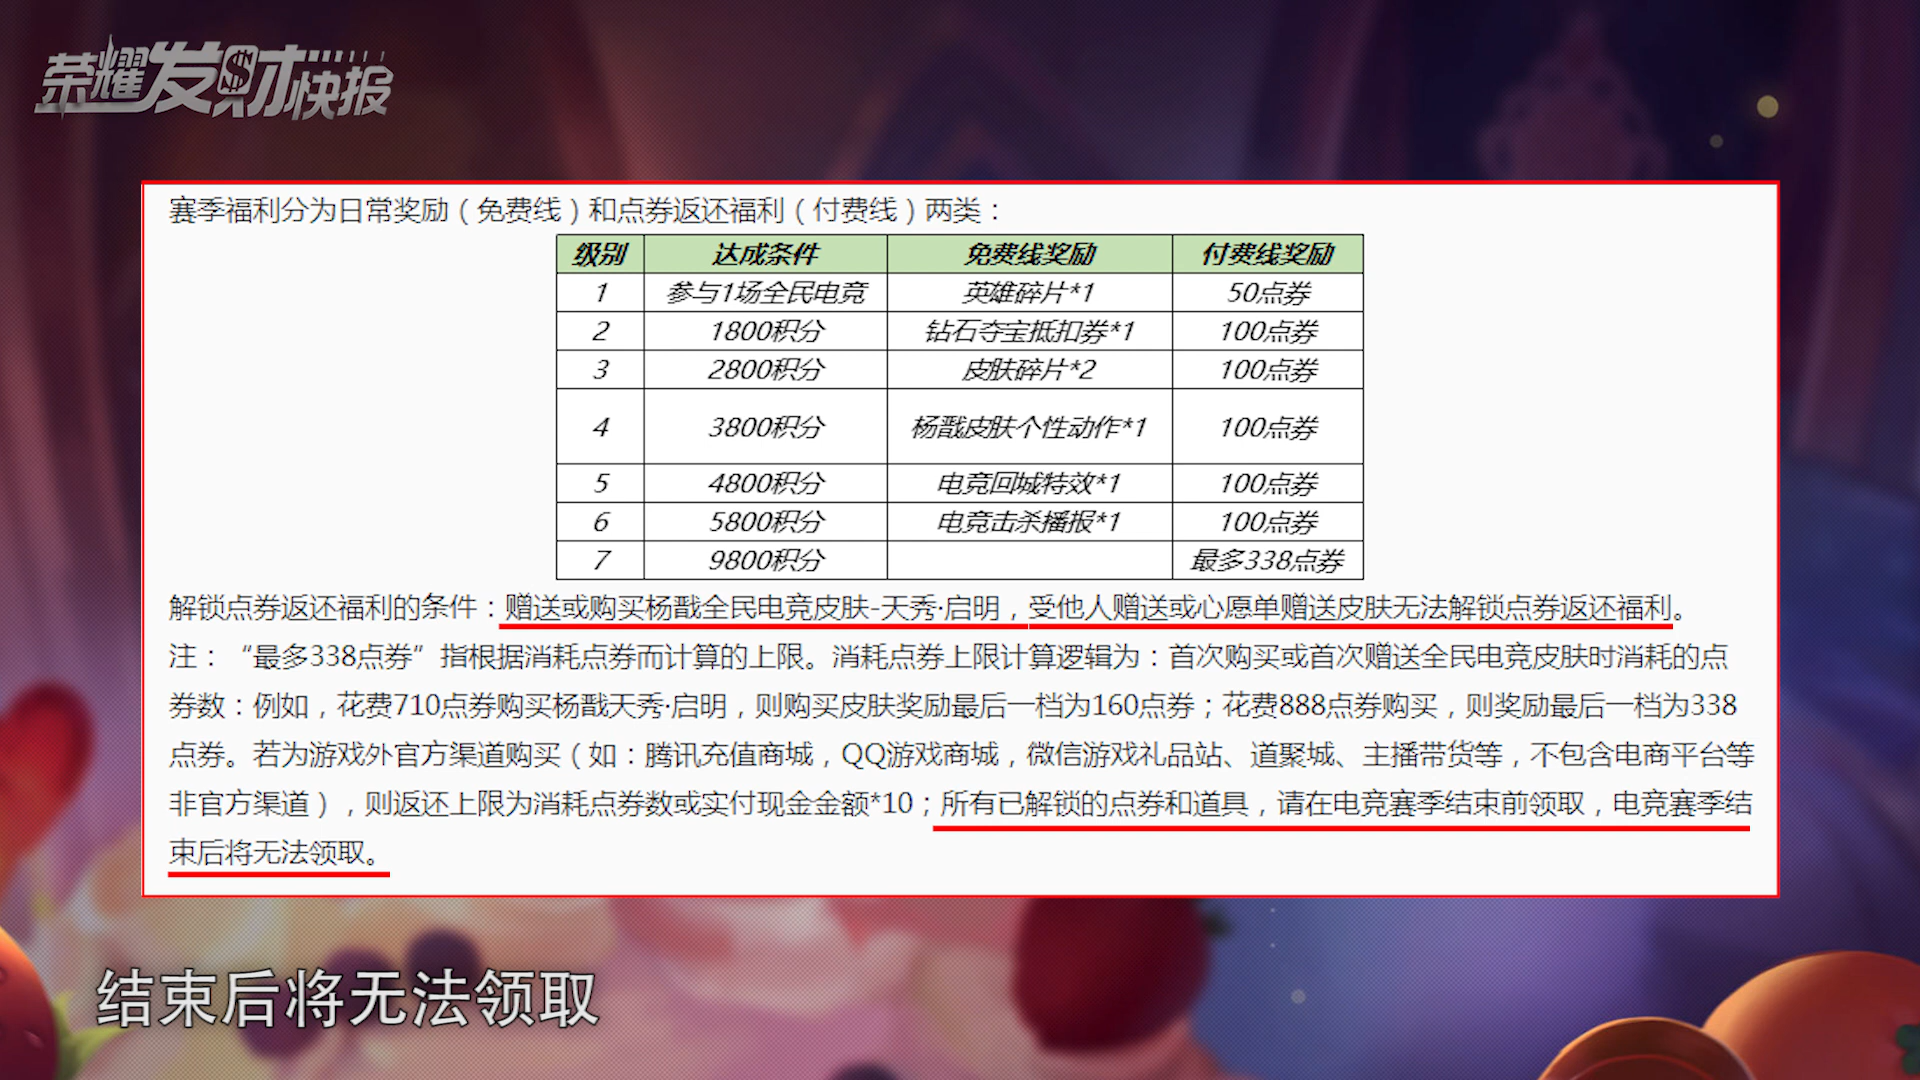 荣耀发财快报
赛季福利分为日常奖励（免费线）和点券返还福利（付费线）两类：
级别 达成条件 免费线奖励 付费线奖励
1 参与1场全民电竞 英雄碎片*1 50点券
2 1800积分 钻石夺宝抵扣券*1 100点券
3 2800积分 皮肤碎片*2 100点券
4 3800积分 杨戬皮肤个性动作*1 100点券
5 4800积分 电竞回城特效*1 100点券
6 5800积分 电竞击杀播报*1 100点券
7 9800积分 最多338点券
解锁点券返还福利的条件：赠送或购买杨戬全民电竞皮肤-天秀·启明，受他人赠送或心愿单赠送皮肤无法解锁点券返还福利。
注：“最多338点券”指根据消耗点券而计算的上限。消耗点券上限计算逻辑为：首次购买或首次赠送全民电竞皮肤时消耗的点
券数：例如，花费710点券购买杨戬天秀·启明，则购买皮肤奖励最后一档为160点券；花费888点券购买，则奖励最后一档为338
点券。若为游戏外官方渠道购买（如：腾讯充值商城，QQ游戏商城，微信游戏礼品站、道聚城、主播带货等，不包含电商平台等
非官方渠道），则返还上限为消耗点券数或实付现金金额*10；所有已解锁的点券和道具，请在电竞赛季结束前领取，电竞赛季结
束后将无法领取。
结束后将无法领取